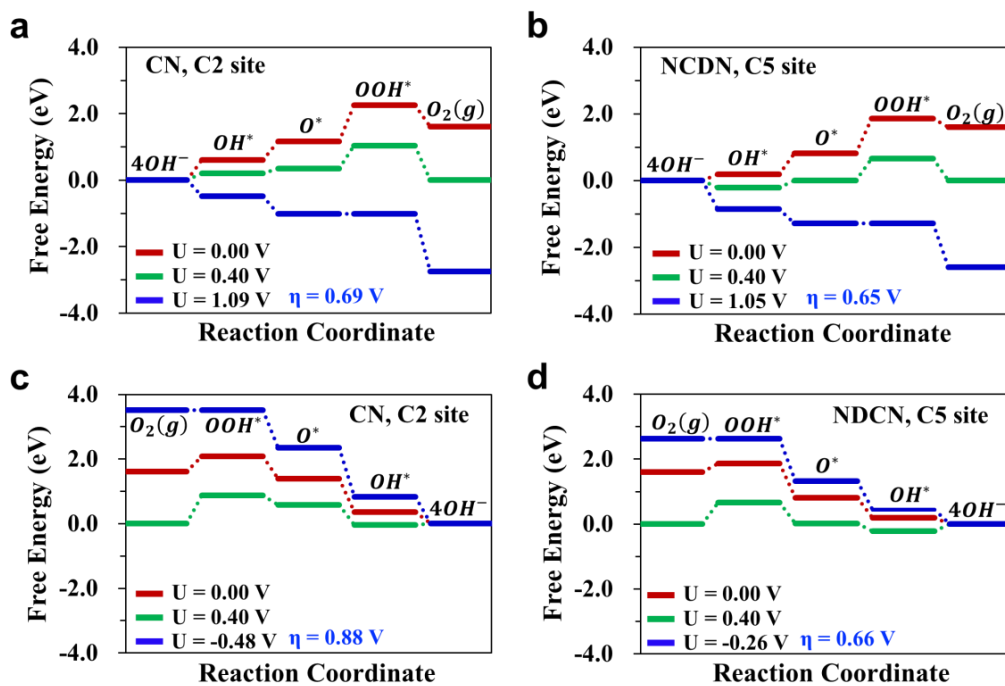 a
CN, C2 site
Free Energy (eV)
4.0
2.0
0.0
-2.0
-4.0
4OH⁻
OH*
O*
OOH*
O₂(g)
U = 0.00 V
U = 0.40 V
U = 1.09 V
η = 0.69 V
Reaction Coordinate
b
NCDN, C5 site
Free Energy (eV)
4.0
2.0
0.0
-2.0
-4.0
4OH⁻
OH*
O*
OOH*
O₂(g)
U = 0.00 V
U = 0.40 V
U = 1.05 V
η = 0.65 V
Reaction Coordinate
c
CN, C2 site
Free Energy (eV)
4.0
2.0
0.0
-2.0
-4.0
O₂(g)
OOH*
O*
OH*
4OH⁻
U = 0.00 V
U = 0.40 V
U = -0.48 V
η = 0.88 V
Reaction Coordinate
d
NDCN, C5 site
Free Energy (eV)
4.0
2.0
0.0
-2.0
-4.0
O₂(g)
OOH*
O*
OH*
4OH⁻
U = 0.00 V
U = 0.40 V
U = -0.26 V
η = 0.66 V
Reaction Coordinate